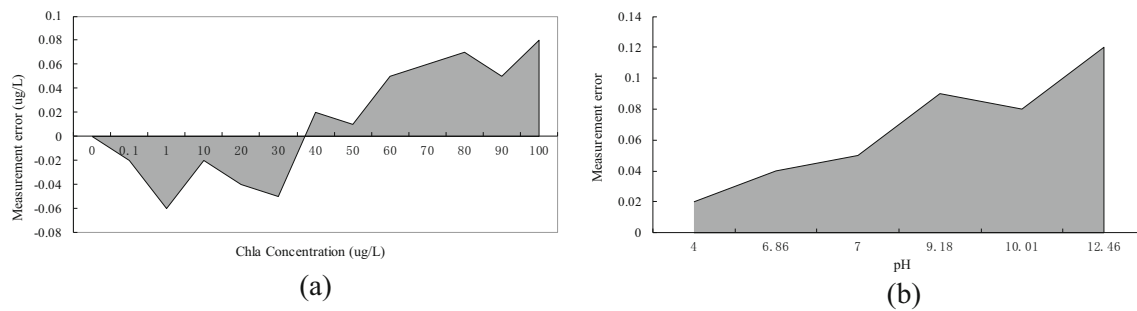 0.1
0.08
0.06
0.04
0.02
0
-0.02
-0.04
-0.06
-0.08
Measurement error (ug/L)
0 0.1 1 10 20 30 40 50 60 70 80 90 100
Chla Concentration (ug/L)
(a)
0.14
0.12
0.1
0.08
0.06
0.04
0.02
0
Measurement error
4 6.86 7 9.18 10.01 12.46
pH
(b)